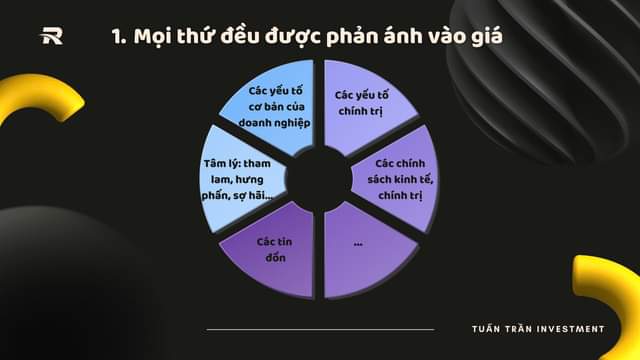 1. Mọi thứ đều được phản ánh vào giá
Các yếu tố
cơ bản của
doanh nghiệp
Các yếu tố
chính trị
Tâm lý: tham
lam, hưng
phấn, sợ hãi...
Các chính
sách kinh tế,
chính trị
Các tin
đồn
...
TUẤN TRẦN INVESTMENT